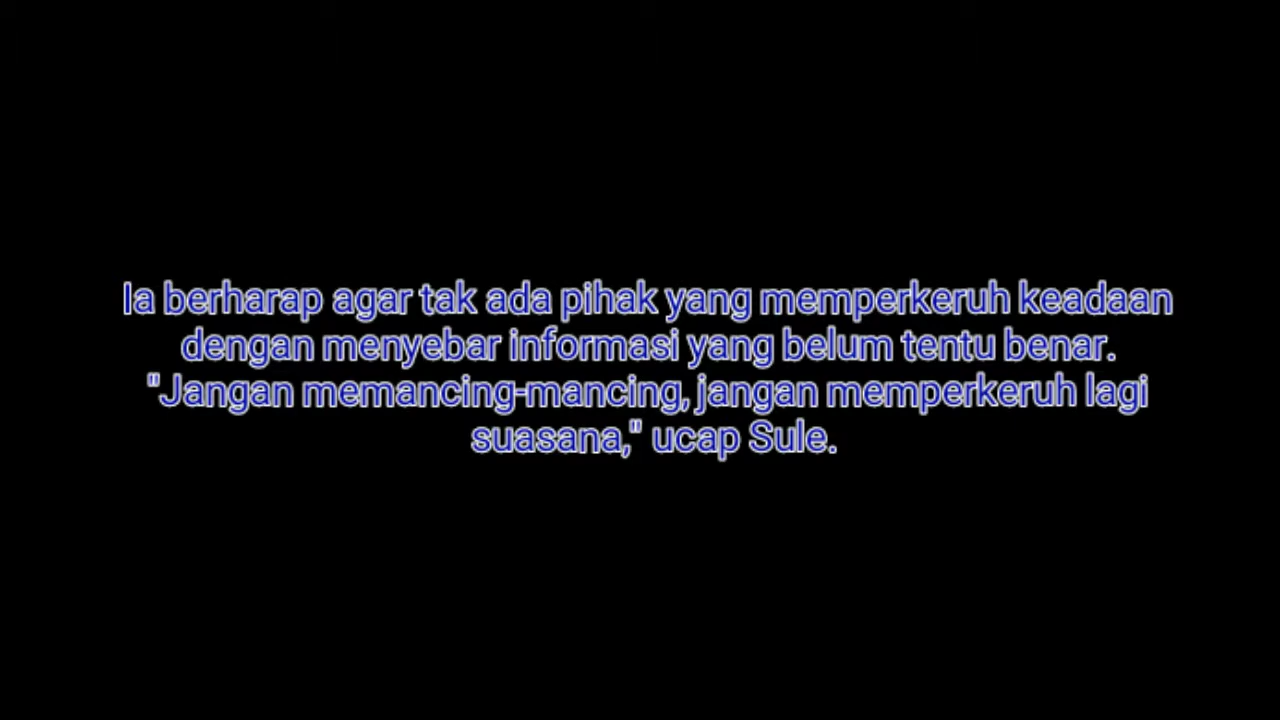 Ia berharap agar tak ada pihak yang memperkeruh keadaan
dengan menyebar informasi yang belum tentu benar.
"Jangan memancing-mancing, jangan memperkeruh lagi
suasana," ucap Sule.